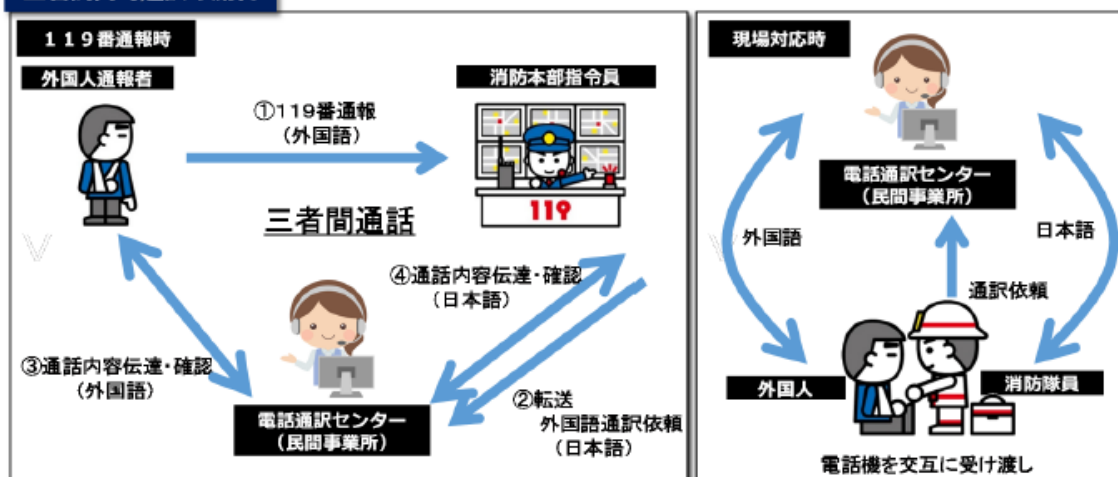 119番通報時
外国人通報者
消防本部指令員
①119番通報
(外国語)
119
三者間通話
④通話内容伝達・確認
(日本語)
③通話内容伝達・確認
(外国語)
②転送
外国語通訳依頼
(日本語)
電話通訳センター
(民間事業所)
現場対応時
電話通訳センター
(民間事業所)
外国語
日本語
通訳依頼
外国人
消防隊員
電話機を交互に受け渡し